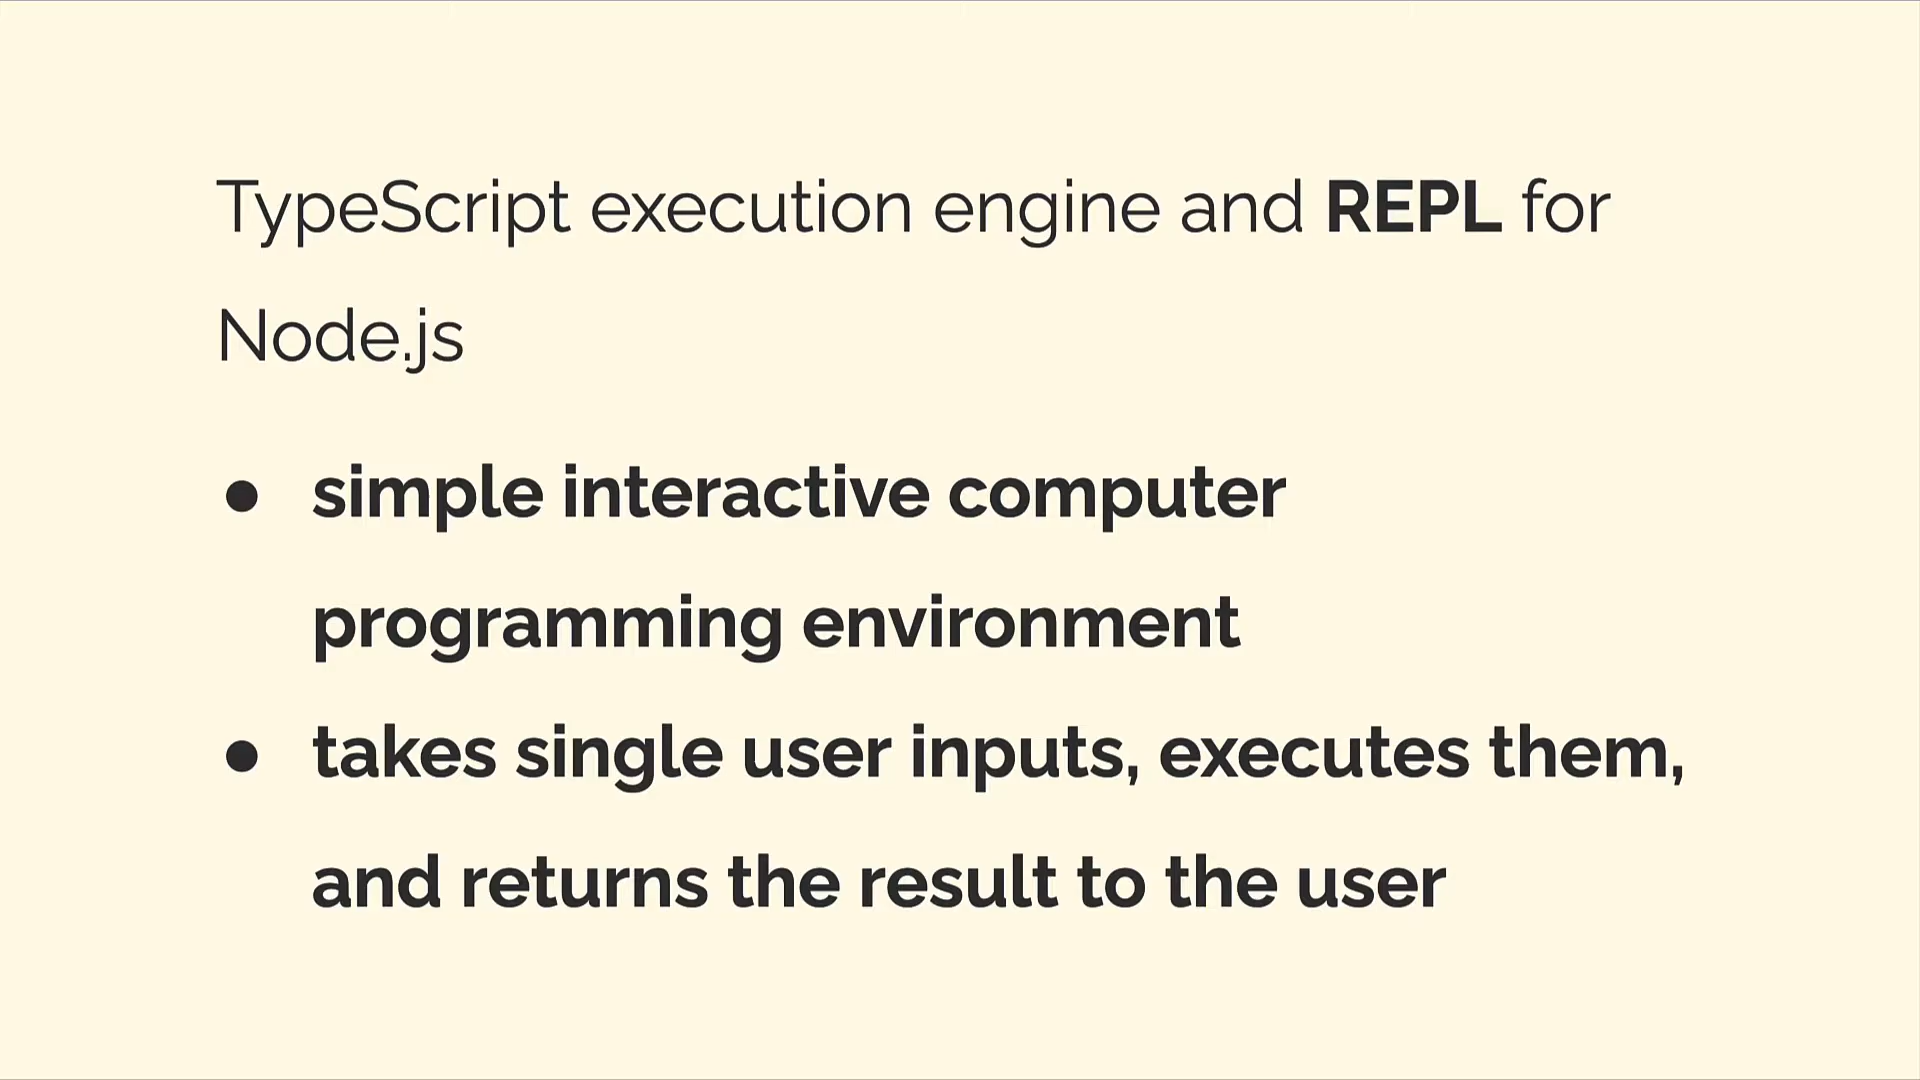 TypeScript execution engine and REPL for
Node.js
● simple interactive computer
programming environment
● takes single user inputs, executes them,
and returns the result to the user